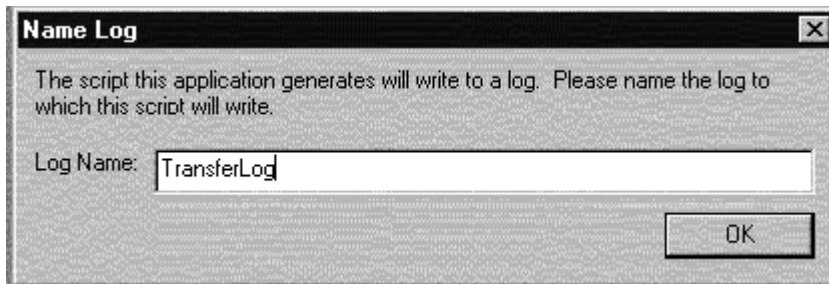 Name Log
The script this application generates will write to a log. Please name the log to
which this script will write.
Log Name: TransferLog
OK